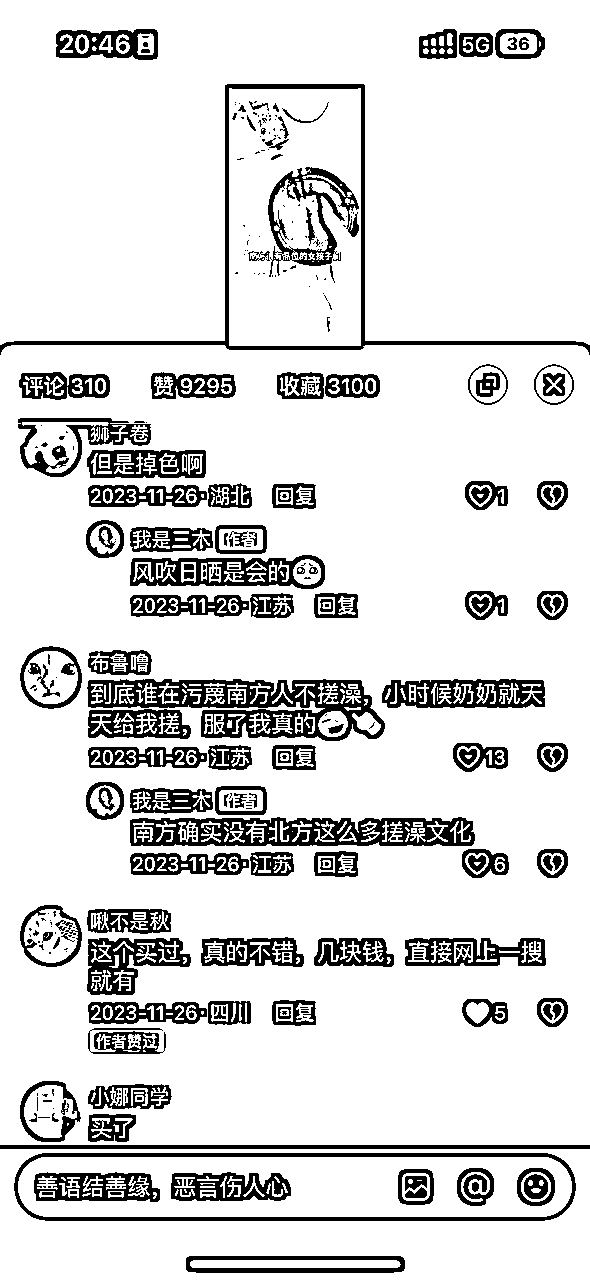 20:46
5G 36
评论 310 赞 9295 收藏 3100
狮子卷
但是掉色啊
2023-11-26·湖北 回复 1
我是三木 作者
风吹日晒是会的
2023-11-26·江苏 回复 1
布鲁噜
到底谁在污蔑南方人不搓澡，小时候奶奶就天
天给我搓，服了我真的
2023-11-26·江苏 回复 13
我是三木 作者
南方确实没有北方这么多搓澡文化
2023-11-26·江苏 回复 6
啾不是秋
这个买过，真的不错，几块钱，直接网上一搜
就有
2023-11-26·四川 回复 5
作者赞过
小娜同学
买了
善语结善缘，恶言伤人心